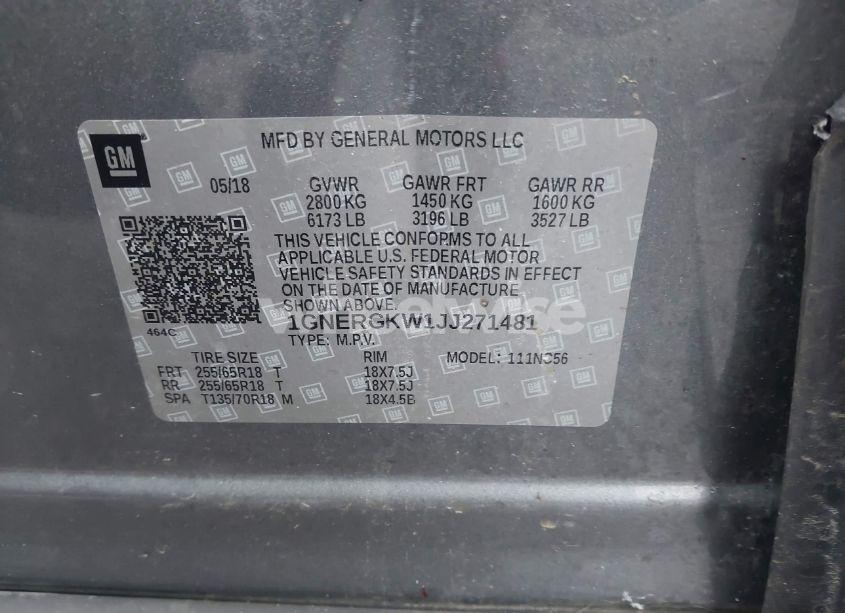 GM
MFD BY GENERAL MOTORS LLC
05/18 GVWR GAWR FRT GAWR RR
2800 KG 1450 KG 1600 KG
6173 LB 3196 LB 3527 LB
THIS VEHICLE CONFORMS TO ALL
APPLICABLE U.S. FEDERAL MOTOR
VEHICLE SAFETY STANDARDS IN EFFECT
ON THE DATE OF MANUFACTURE
SHOWN ABOVE.
464C
1GNERGKW1JJ271481
TYPE: M.P.V.
TIRE SIZE RIM MODEL:
FRT 255/65R18 T 18X7.5J
RR 255/65R18 T 18X7.5J
SPA T135/70R18 M 18X4.5B